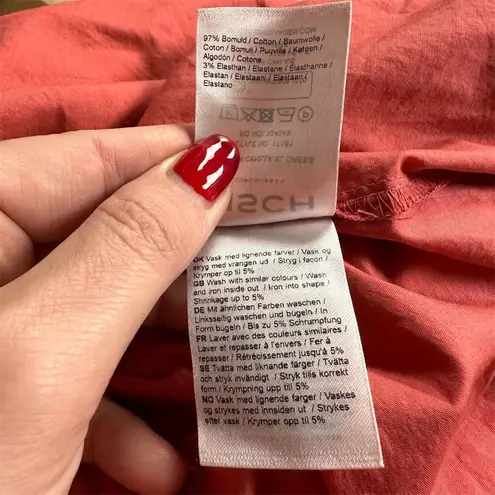 97% Bomuld / Cotton / Baumwolle /
Coton / Bomull / Puuvilla / Katoen /
Algodón / Cotone
3% Elasthan / Elastane / Elasthanne /
Elastan / Elastaani / Elastaan /
Elastano
DK Vask med lignende farver / Vask og
stryg med vrangen ud / Stryg i facon /
Krymper op til 5%
GB Wash with similar colours / Wash
and iron inside out / Iron into shape /
Shrinkage up to 5%
DE Mit ähnlichen Farben waschen /
Linksseitig waschen und bügeln / In
Form bügeln / Bis zu 5% Schrumpfung
FR Laver avec des couleurs similaires /
Laver et repasser à l'envers / Fer à
repasser / Rétrécissement jusqu'à 5%
SE Tvätta med liknande färger / Tvätta
och stryk invändigt / Stryk tills korrekt
form / Krympning upp till 5%
NO Vask med lignende farger / Vaskes
og strykes med innsiden ut / Strykes
etter vask / Krymper opp til 5%